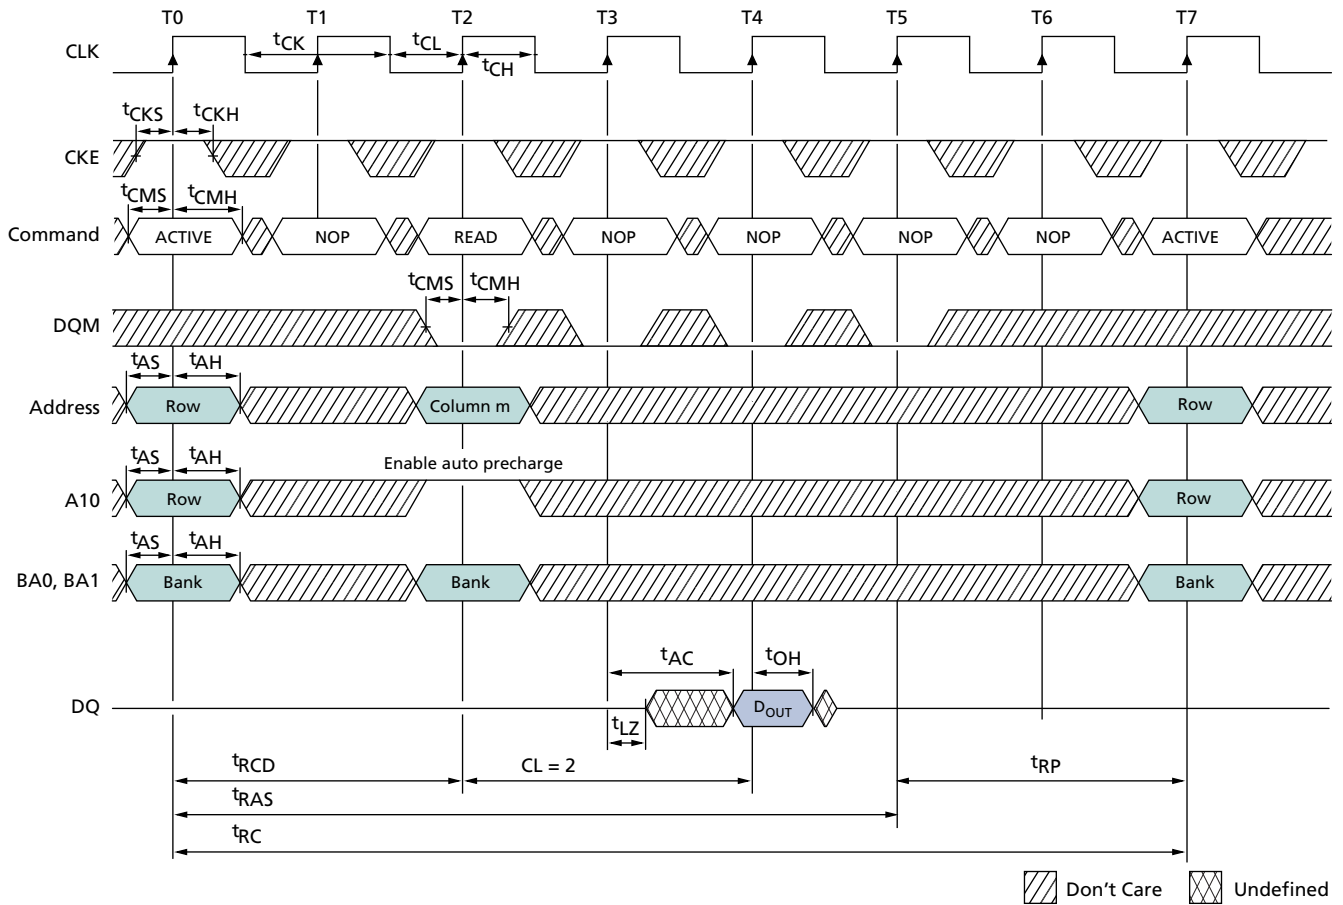 T0 T1 T2 T3 T4 T5 T6 T7
CLK
tCK tCL
tCH
tCKS tCKH
CKE
tCMS tCMH
Command ACTIVE NOP READ NOP NOP NOP NOP ACTIVE
tCMS tCMH
DQM
tAS tAH
Address Row Column m Row
tAS tAH
Enable auto precharge
A10 Row Row
tAS tAH
BA0, BA1 Bank Bank Bank
tAC tOH
DQ DOUT
tLZ
tRCD CL = 2 tRP
tRAS
tRC
Don't Care Undefined